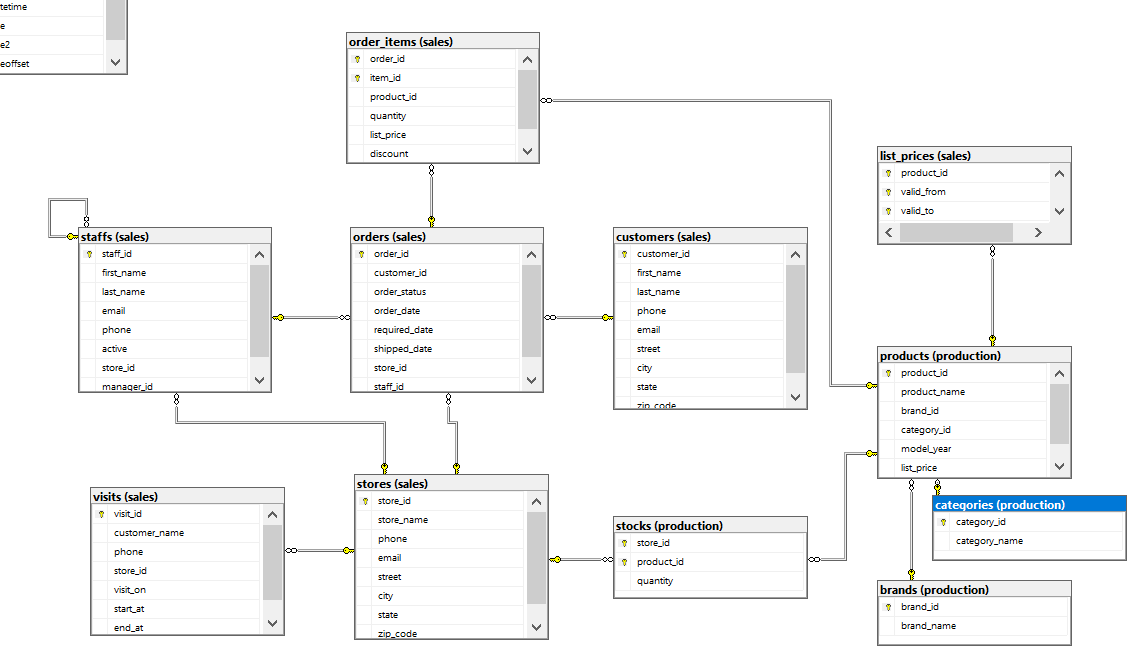 order_items (sales)
order_id
item_id
product_id
quantity
list_price
discount
list_prices (sales)
product_id
valid_from
valid_to
staffs (sales)
staff_id
first_name
last_name
email
phone
active
store_id
manager_id
orders (sales)
order_id
customer_id
order_status
order_date
required_date
shipped_date
store_id
staff_id
customers (sales)
customer_id
first_name
last_name
phone
email
street
city
state
zip_code
products (production)
product_id
product_name
brand_id
category_id
model_year
list_price
visits (sales)
visit_id
customer_name
phone
store_id
visit_on
start_at
end_at
stores (sales)
store_id
store_name
phone
email
street
city
state
zip_code
stocks (production)
store_id
product_id
quantity
categories (production)
category_id
category_name
brands (production)
brand_id
brand_name